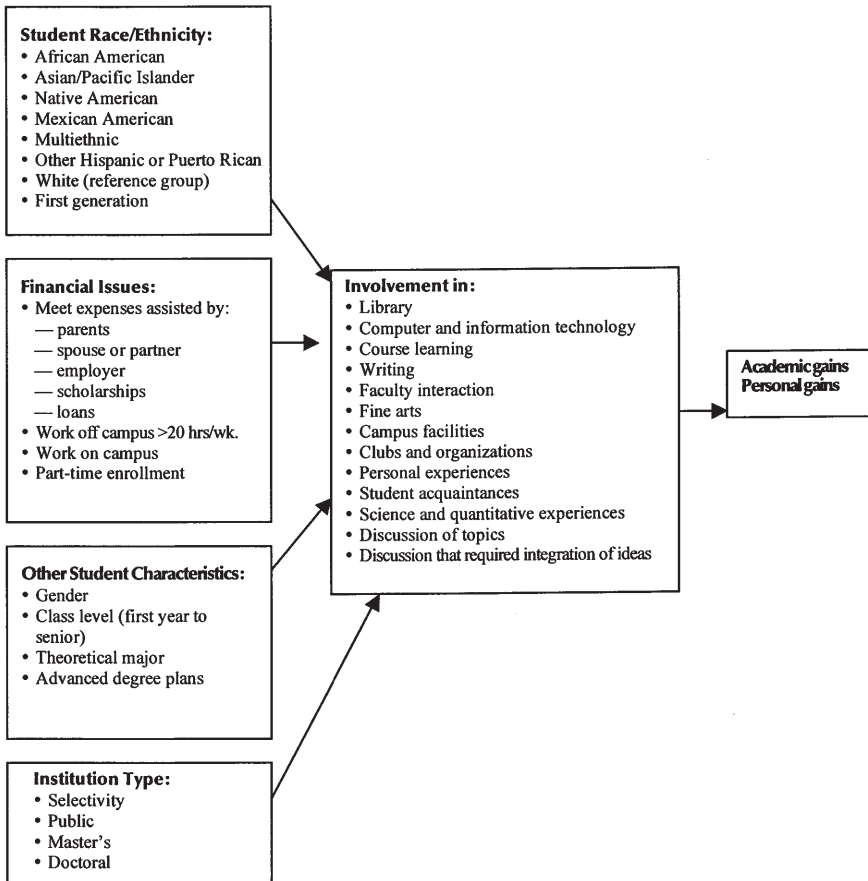 Student Race/Ethnicity:
• African American
• Asian/Pacific Islander
• Native American
• Mexican American
• Multiethnic
• Other Hispanic or Puerto Rican
• White (reference group)
• First generation
Financial Issues:
• Meet expenses assisted by:
— parents
— spouse or partner
— employer
— scholarships
— loans
• Work off campus >20 hrs/wk.
• Work on campus
• Part-time enrollment
Other Student Characteristics:
• Gender
• Class level (first year to
senior)
• Theoretical major
• Advanced degree plans
Institution Type:
• Selectivity
• Public
• Master's
• Doctoral
Involvement in:
• Library
• Computer and information technology
• Course learning
• Writing
• Faculty interaction
• Fine arts
• Campus facilities
• Clubs and organizations
• Personal experiences
• Student acquaintances
• Science and quantitative experiences
• Discussion of topics
• Discussion that required integration of ideas
Academic gains
Personal gains